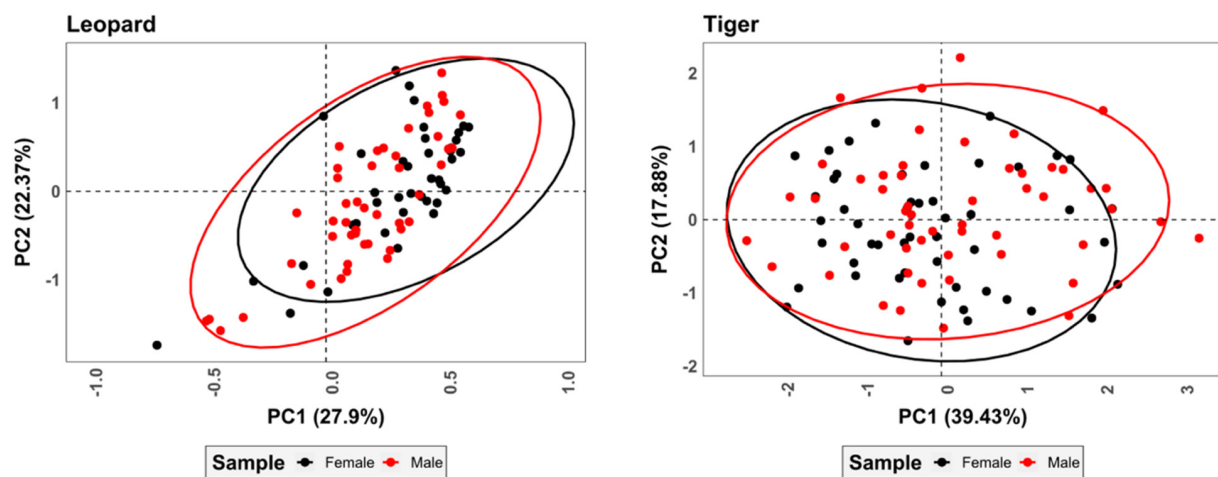 Leopard
PC2 (22.37%)
1
0
-1
-1.0
-0.5
0.0
0.5
1.0
PC1 (27.9%)
Sample Female Male
Tiger
PC2 (17.88%)
2
1
0
-1
-2
-2
-1
0
1
2
3
PC1 (39.43%)
Sample Female Male